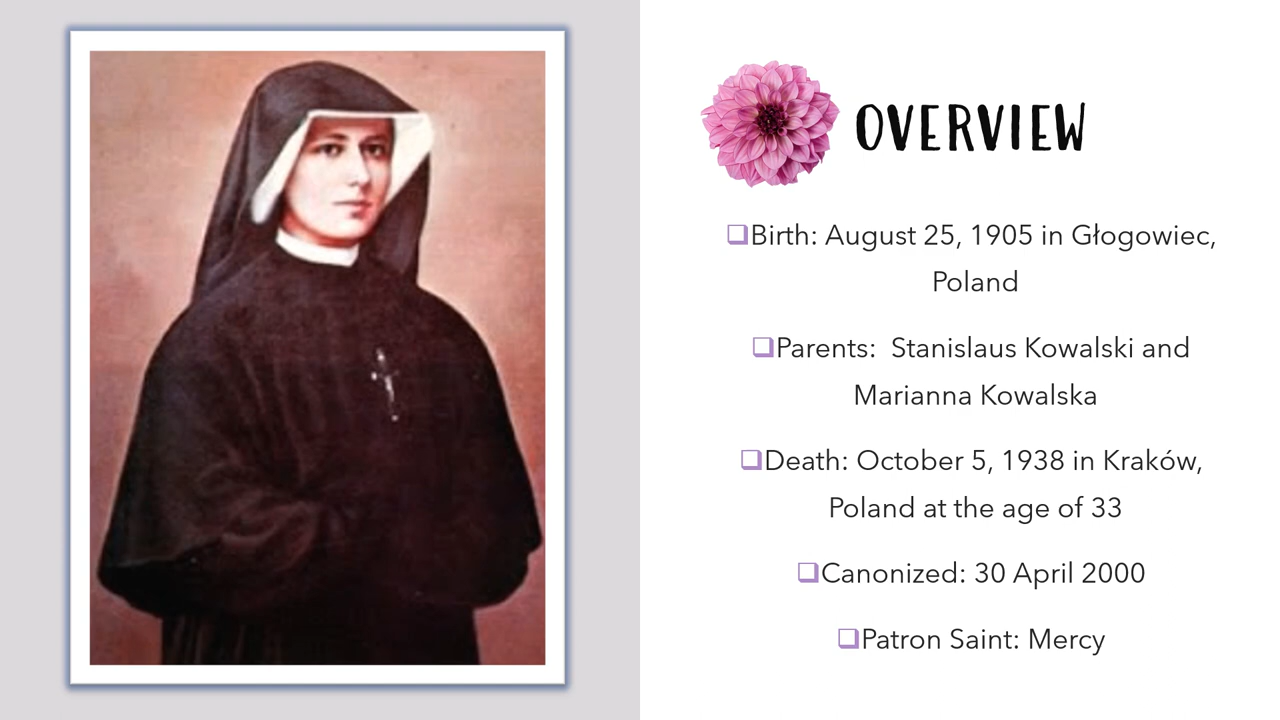 OVERVIEW
❑Birth: August 25, 1905 in Głogowiec,
Poland
❑Parents:  Stanislaus Kowalski and
Marianna Kowalska
❑Death: October 5, 1938 in Kraków,
Poland at the age of 33
❑Canonized: 30 April 2000
❑Patron Saint: Mercy